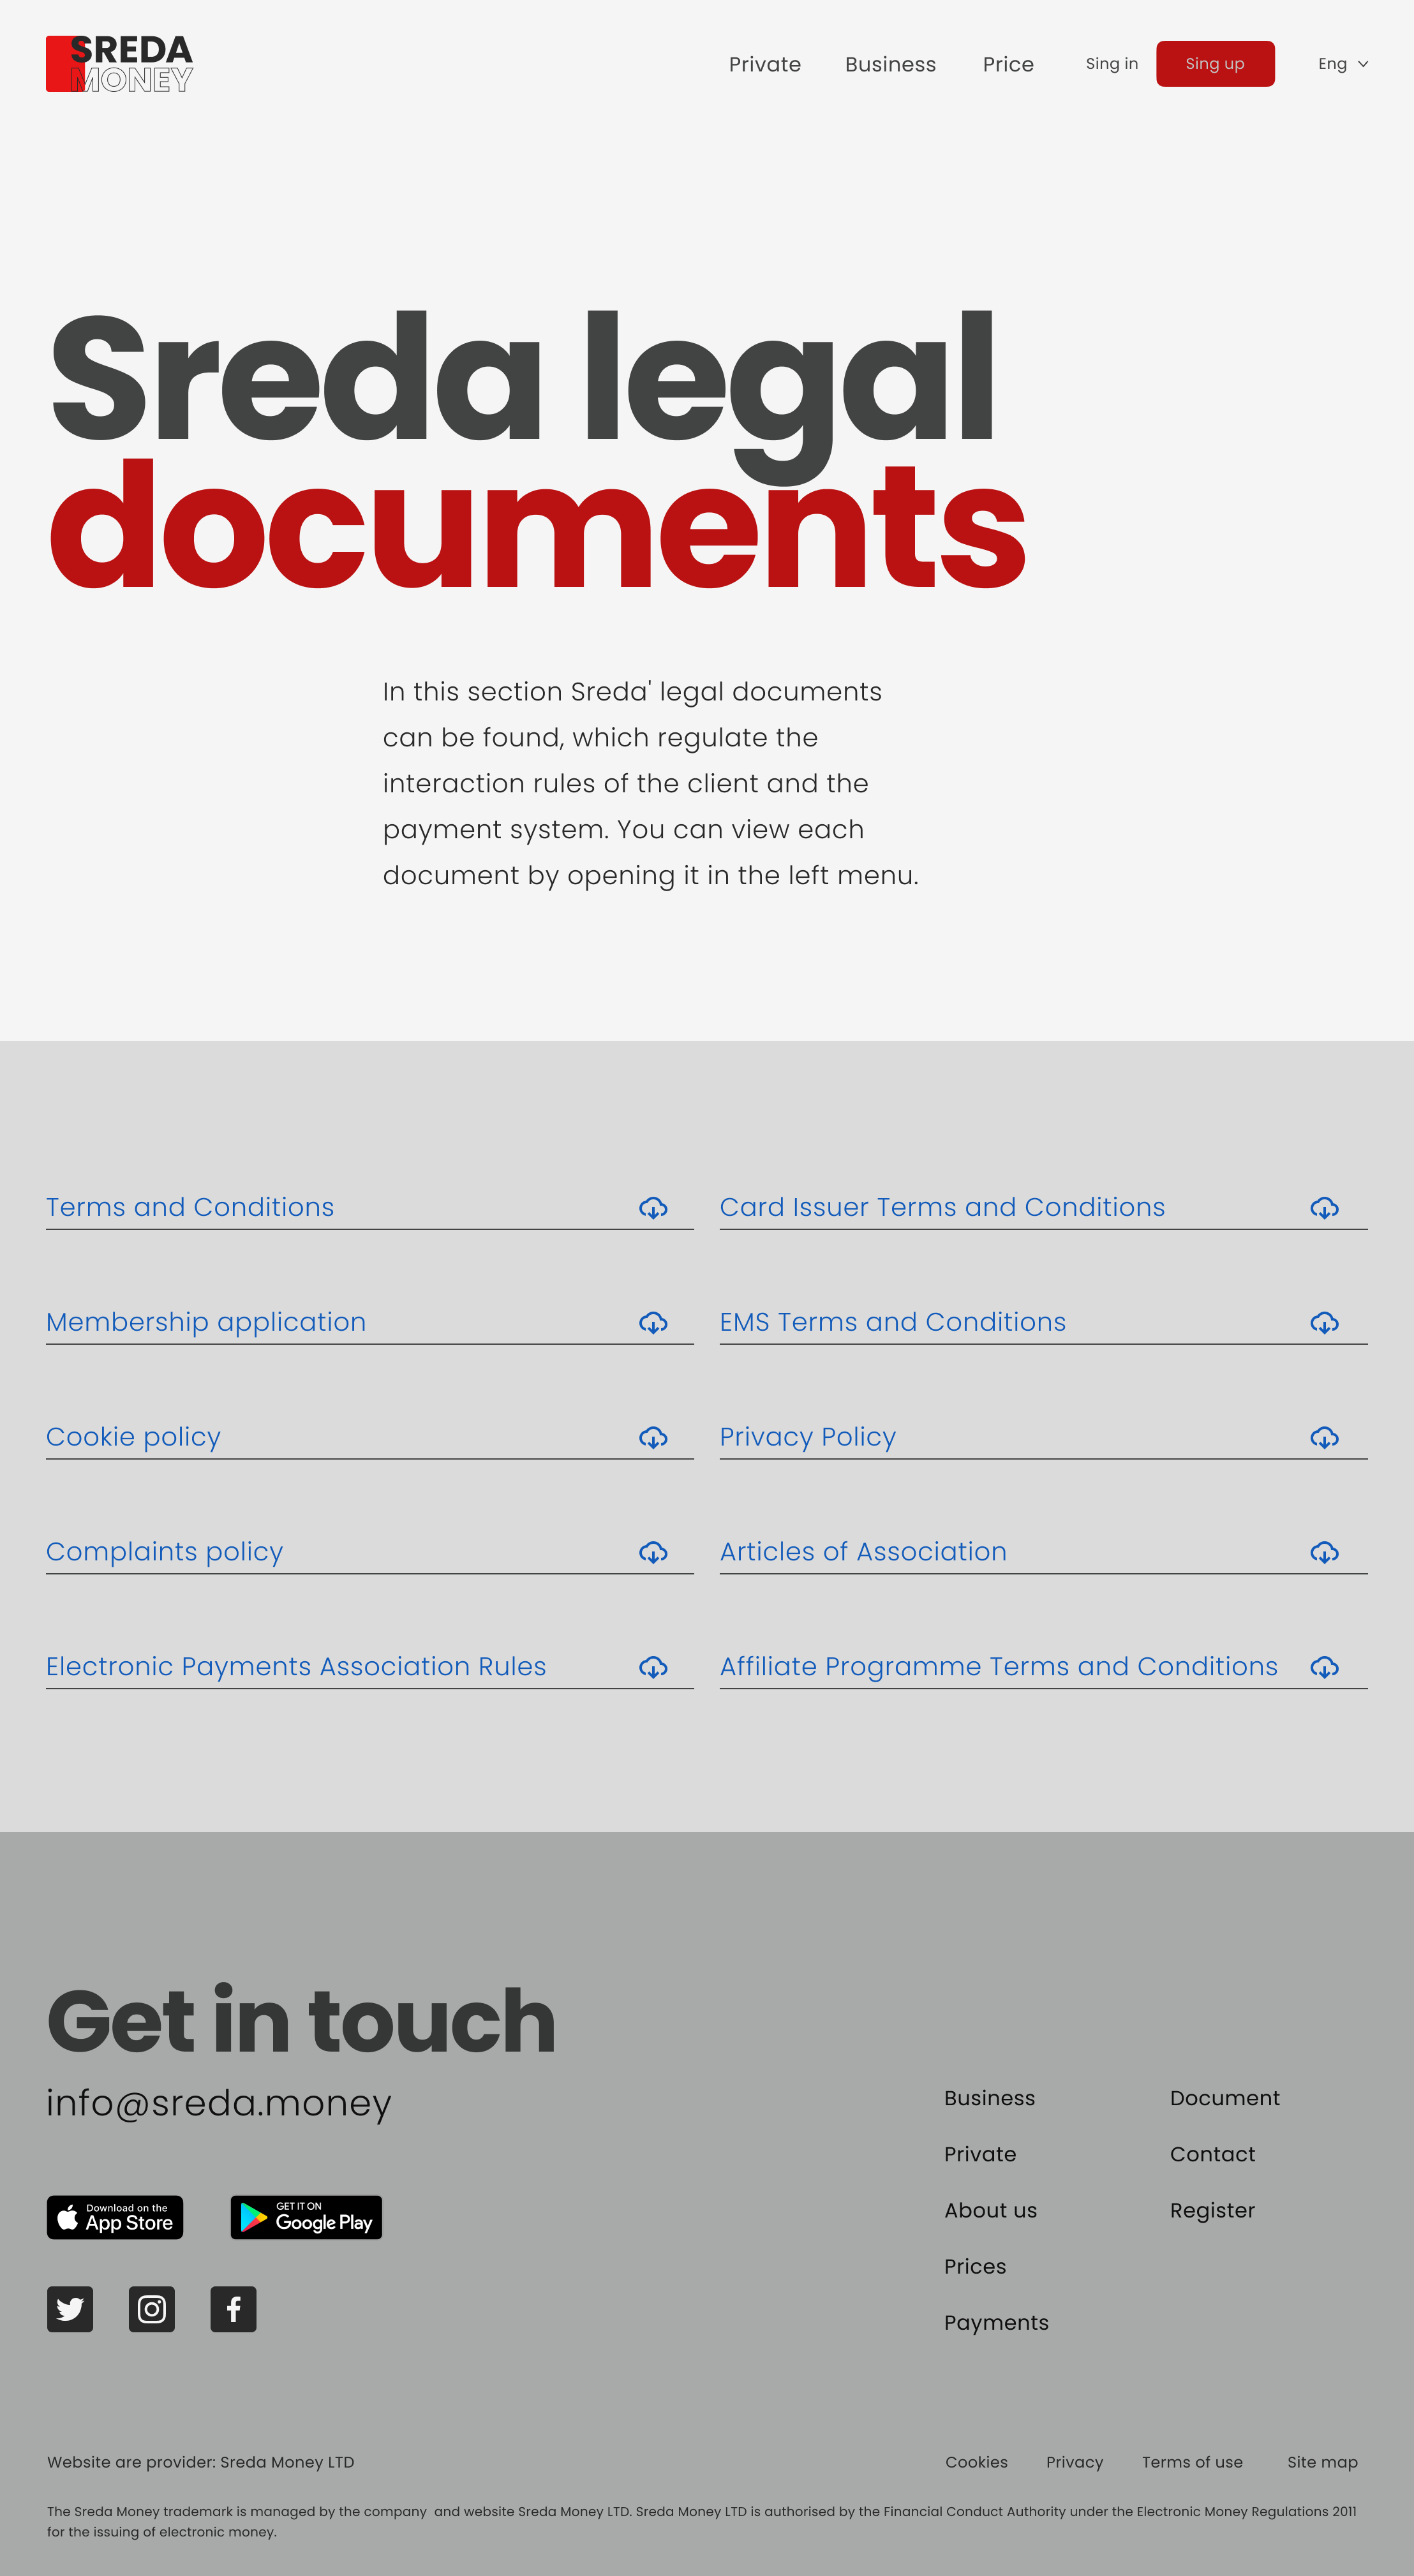 SREDA
MONEY
Private
Business
Price
Sing in
Sing up
Eng
Sreda legal
documents
In this section Sreda' legal documents
can be found, which regulate the
interaction rules of the client and the
payment system. You can view each
document by opening it in the left menu.
Terms and Conditions
Card Issuer Terms and Conditions
Membership application
EMS Terms and Conditions
Cookie policy
Privacy Policy
Complaints policy
Articles of Association
Electronic Payments Association Rules
Affiliate Programme Terms and Conditions
Get in touch
info@sreda.money
Download on the
App Store
GET IT ON
Google Play
Business
Private
About us
Prices
Payments
Document
Contact
Register
Website are provider: Sreda Money LTD
Cookies
Privacy
Terms of use
Site map
The Sreda Money trademark is managed by the company  and website Sreda Money LTD. Sreda Money LTD is authorised by the Financial Conduct Authority under the Electronic Money Regulations 2011
for the issuing of electronic money.